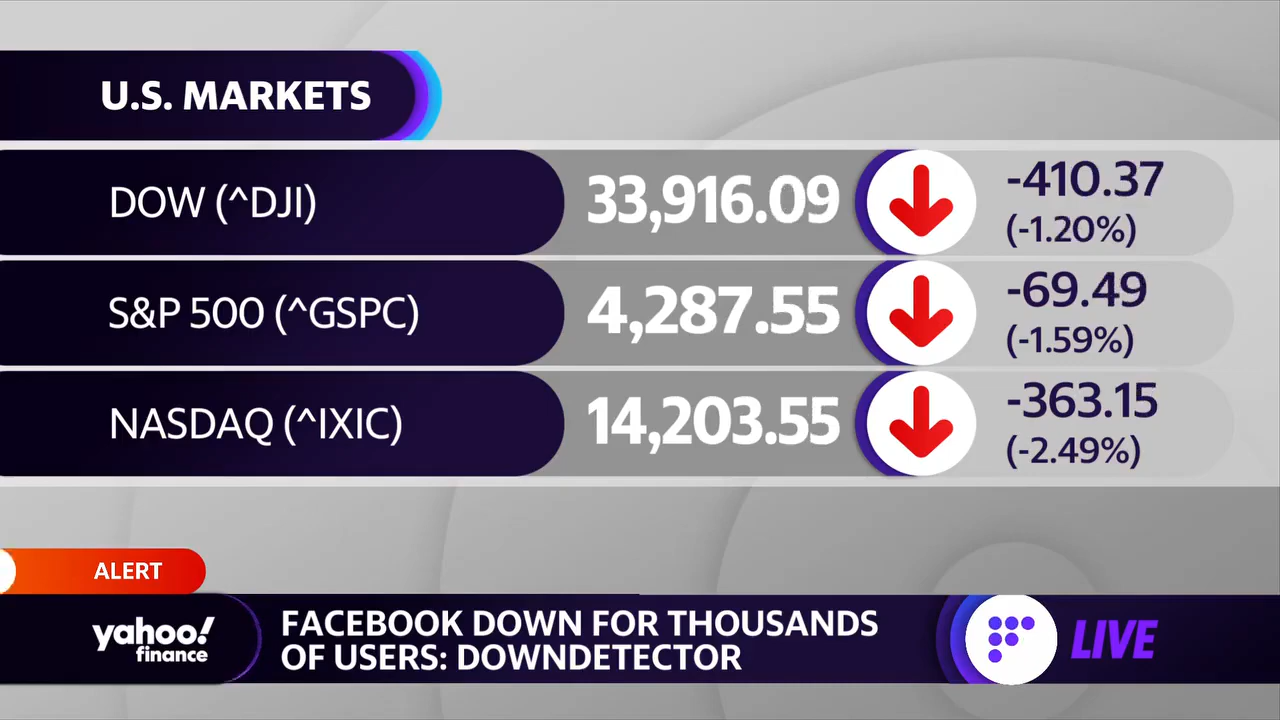 U.S. MARKETS
DOW (^DJI) 33,916.09 -410.37
(-1.20%)
S&P 500 (^GSPC) 4,287.55 -69.49
(-1.59%)
NASDAQ (^IXIC) 14,203.55 -363.15
(-2.49%)
ALERT
yahoo!
finance
FACEBOOK DOWN FOR THOUSANDS
OF USERS: DOWNDETECTOR
LIVE